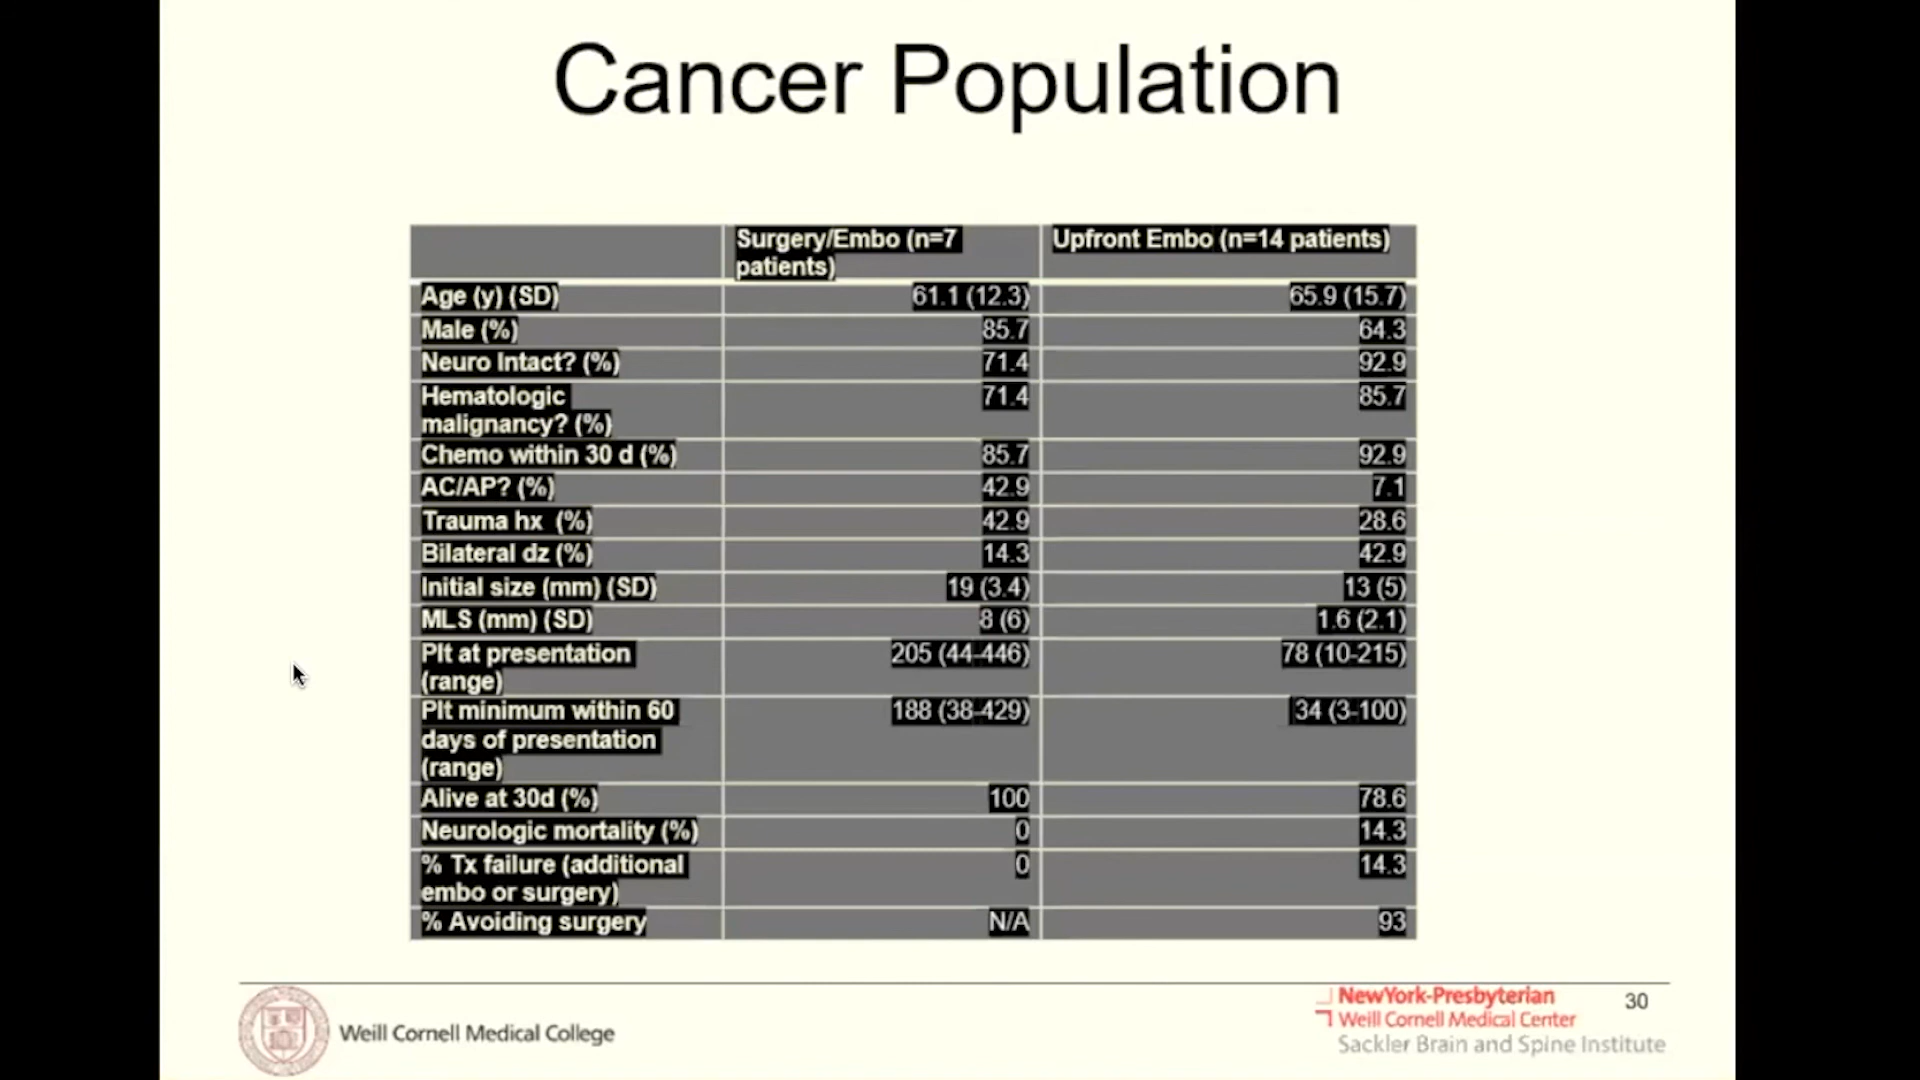 Cancer Population
Surgery/Embo (n=7 patients) Upfront Embo (n=14 patients)
Age (y) (SD) 61.1 (12.3) 65.9 (15.7)
Male (%) 85.7 64.3
Neuro Intact? (%) 71.4 92.9
Hematologic malignancy? (%) 71.4 85.7
Chemo within 30 d (%) 85.7 92.9
AC/AP? (%) 42.9 7.1
Trauma hx (%) 42.9 28.6
Bilateral dz (%) 14.3 42.9
Initial size (mm) (SD) 19 (3.4) 13 (5)
MLS (mm) (SD) 8 (6) 1.6 (2.1)
Plt at presentation (range) 205 (44-446) 78 (10-215)
Plt minimum within 60 days of presentation (range) 188 (38-429) 34 (3-100)
Alive at 30d (%) 100 78.6
Neurologic mortality (%) 0 14.3
% Tx failure (additional embo or surgery) 0 14.3
% Avoiding surgery N/A 93
Weill Cornell Medical College
NewYork-Presbyterian
Weill Cornell Medical Center
Sackler Brain and Spine Institute
30